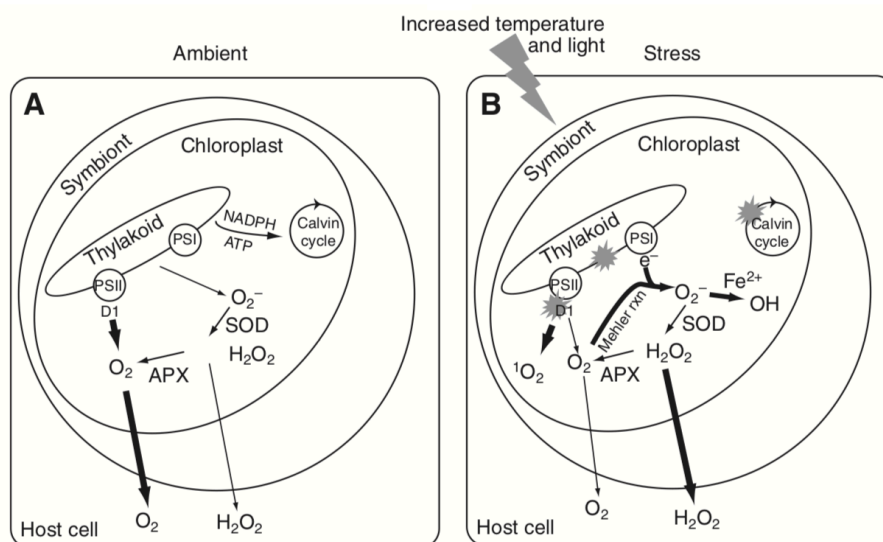 Increased temperature
and light
Ambient
Stress
A
Symbiont
Chloroplast
Thylakoid
PSI
NADPH
ATP
Calvin
cycle
PSII
D1
O₂⁻
SOD
H₂O₂
O₂
APX
Host cell
O₂
H₂O₂
B
Symbiont
Chloroplast
Thylakoid
PSI
e⁻
Calvin
cycle
PSII
D1
Mehler rxn
O₂⁻
Fe²⁺
OH
SOD
H₂O₂
¹O₂
O₂
APX
Host cell
O₂
H₂O₂